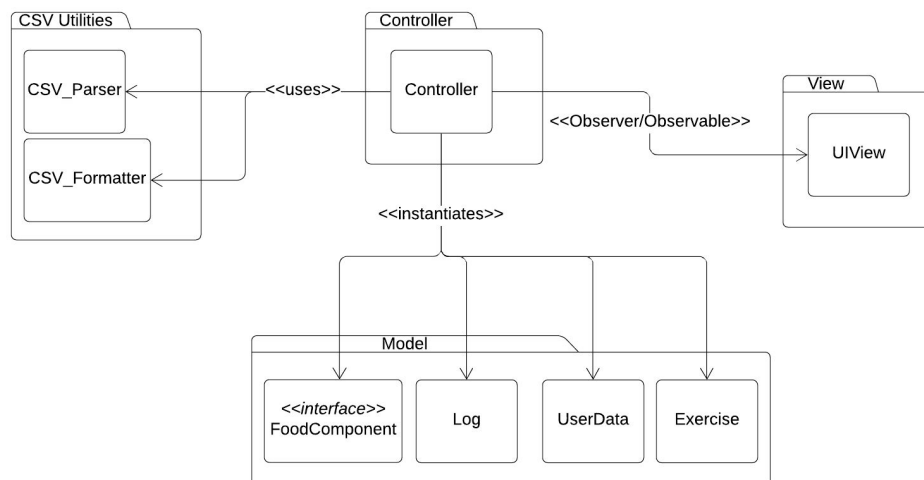 CSV Utilities
CSV_Parser
CSV_Formatter
<<uses>>
Controller
Controller
<<Observer/Observable>>
View
UIView
<<instantiates>>
Model
<<interface>>
FoodComponent
Log
UserData
Exercise